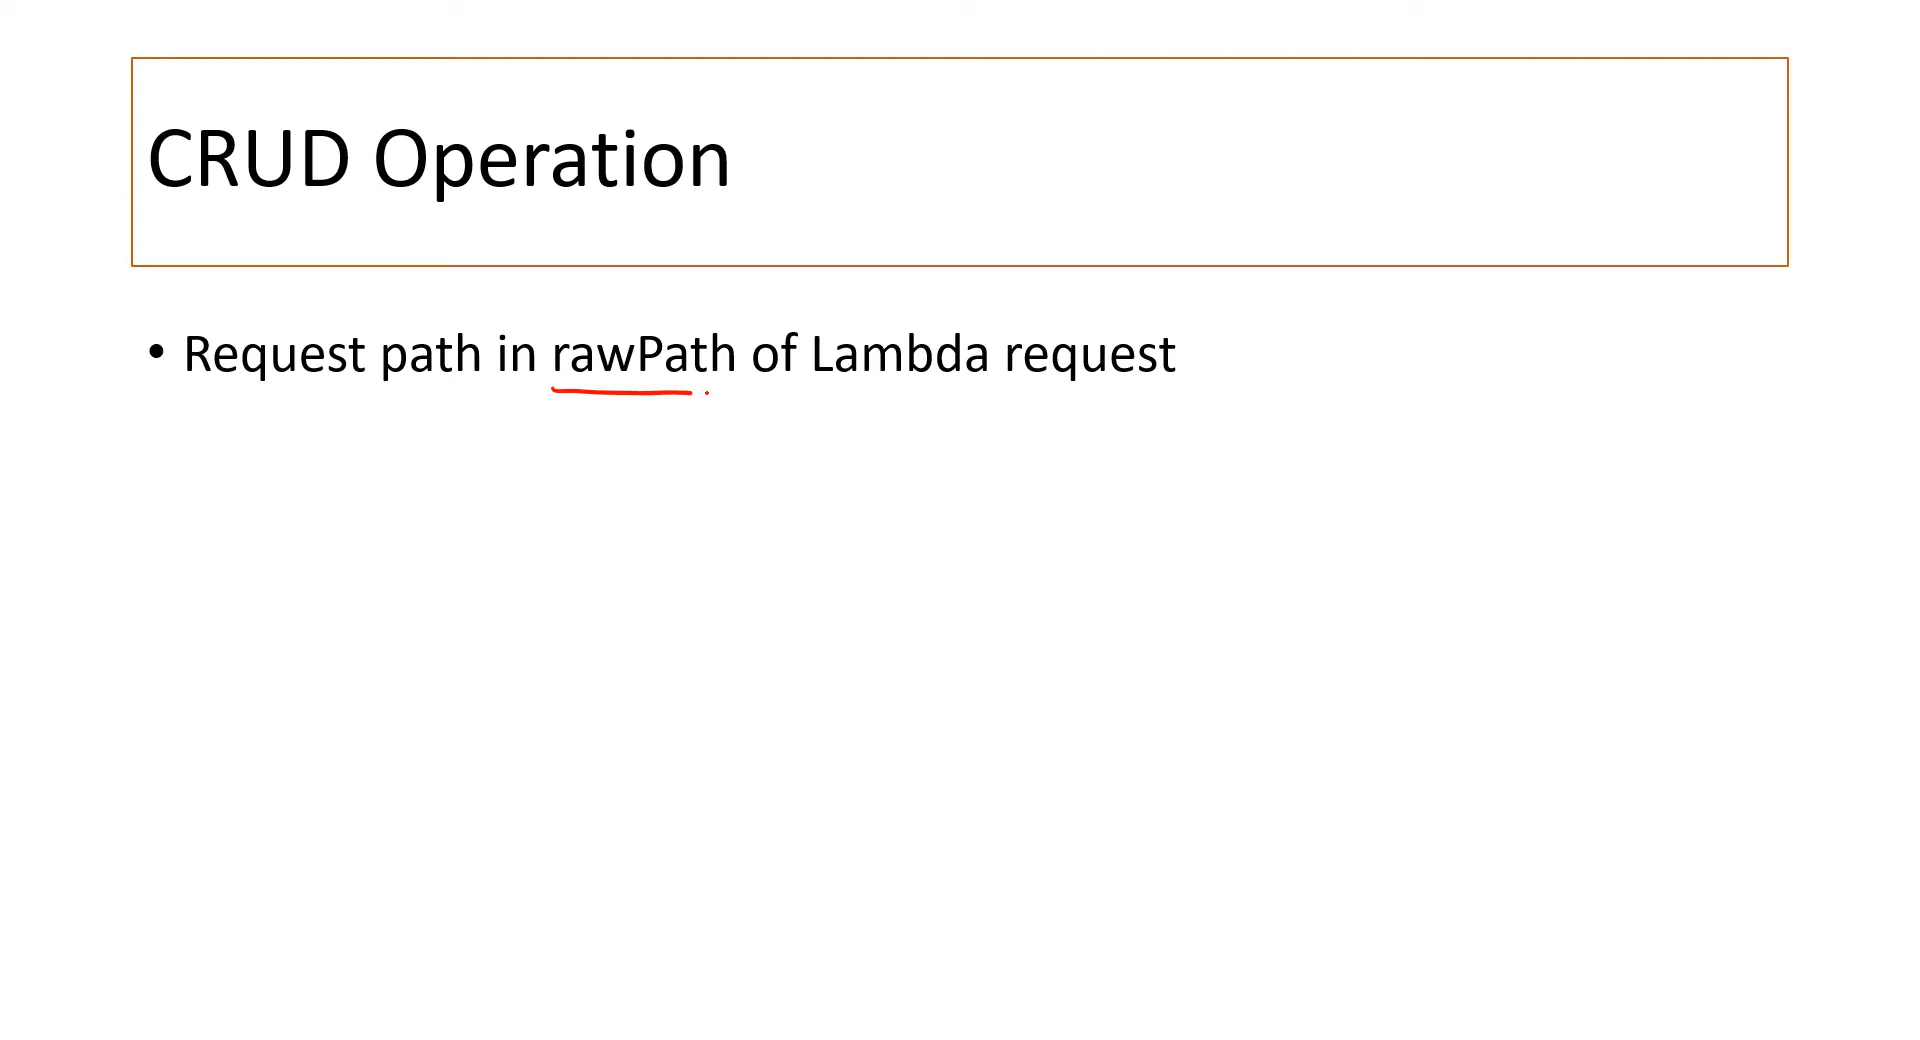 CRUD Operation
• Request path in rawPath of Lambda request